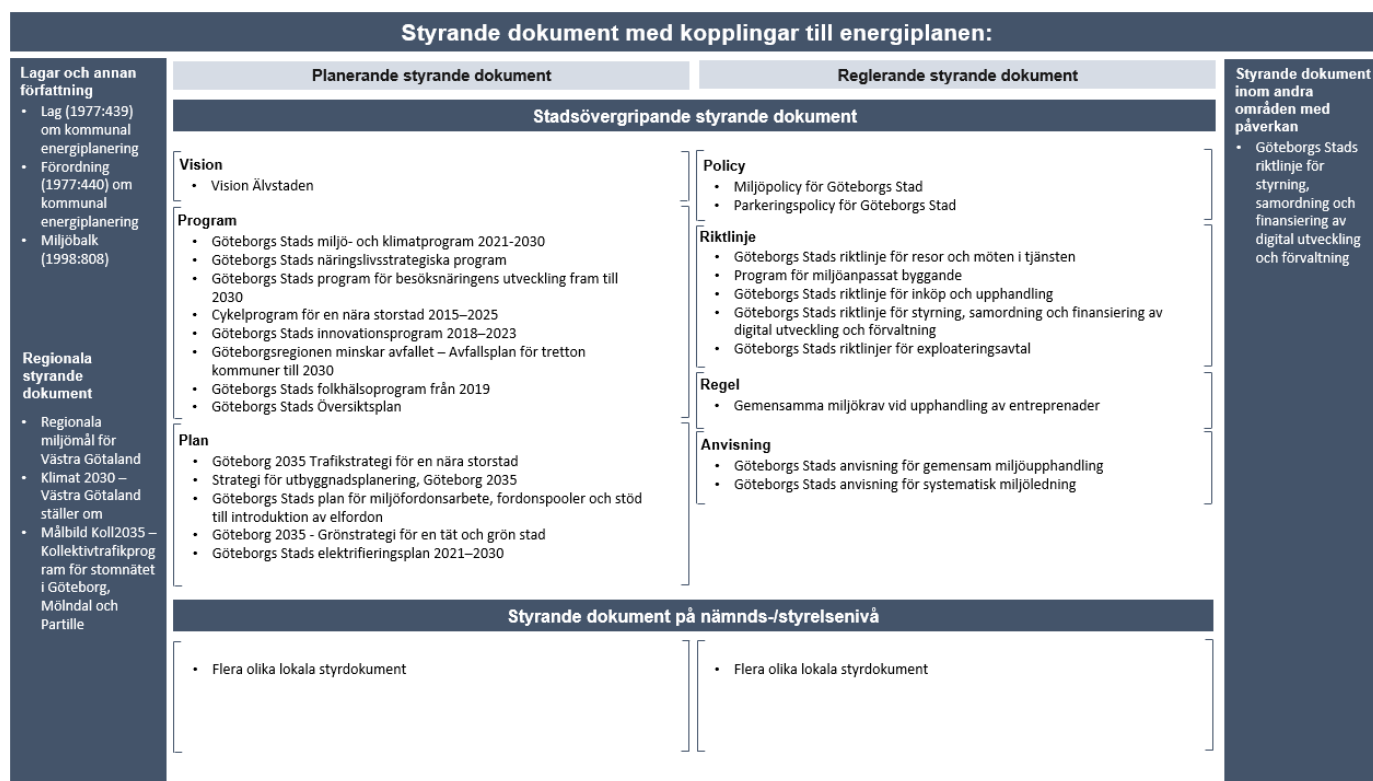 Styrande dokument med kopplingar till energiplanen:
Lagar och annan
författning
• Lag (1977:439)
om kommunal
energiplanering
• Förordning
(1977:440) om
kommunal
energiplanering
• Miljöbalk
(1998:808)
Regionala
styrande
dokument
• Regionala
miljömål för
Västra Götaland
• Klimat 2030 –
Västra Götaland
ställer om
• Målbild Koll2035 –
Kollektivtrafikprog
ram för stomnätet
i Göteborg,
Mölndal och
Partille
Planerande styrande dokument
Reglerande styrande dokument
Stadsövergripande styrande dokument
Vision
• Vision Älvstaden
Program
• Göteborgs Stads miljö- och klimatprogram 2021-2030
• Göteborgs Stads näringslivsstrategiska program
• Göteborgs Stads program för besöksnäringens utveckling fram till
2030
• Cykelprogram för en nära storstad 2015–2025
• Göteborgs Stads innovationsprogram 2018–2023
• Göteborgsregionen minskar avfallet – Avfallsplan för tretton
kommuner till 2030
• Göteborgs Stads folkhälsoprogram från 2019
• Göteborgs Stads Översiktsplan
Plan
• Göteborg 2035 Trafikstrategi för en nära storstad
• Strategi för utbyggnadsplanering, Göteborg 2035
• Göteborgs Stads plan för miljöfordonsarbete, fordonspooler och stöd
till introduktion av elfordon
• Göteborg 2035 - Grönstrategi för en tät och grön stad
• Göteborgs Stads elektrifieringsplan 2021–2030
Policy
• Miljöpolicy för Göteborgs Stad
• Parkeringspolicy för Göteborgs Stad
Riktlinje
• Göteborgs Stads riktlinje för resor och möten i tjänsten
• Program för miljöanpassat byggande
• Göteborgs Stads riktlinje för inköp och upphandling
• Göteborgs Stads riktlinje för styrning, samordning och finansiering av
digital utveckling och förvaltning
• Göteborgs Stads riktlinjer för exploateringsavtal
Regel
• Gemensamma miljökrav vid upphandling av entreprenader
Anvisning
• Göteborgs Stads anvisning för gemensam miljöupphandling
• Göteborgs Stads anvisning för systematisk miljöledning
Styrande dokument på nämnds-/styrelsenivå
• Flera olika lokala styrdokument
• Flera olika lokala styrdokument
Styrande dokument
inom andra
områden med
påverkan
• Göteborgs Stads
riktlinje för
styrning,
samordning och
finansiering av
digital utveckling
och förvaltning